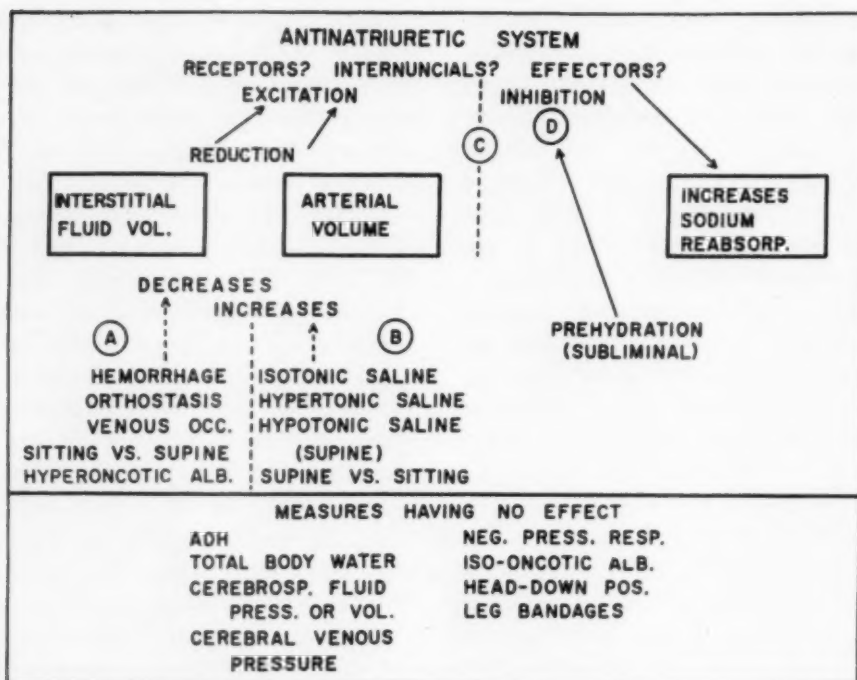 ANTINATRIURETIC SYSTEM
RECEPTORS? INTERNUNCIALS? EFFECTORS?
EXCITATION
INHIBITION
C
D
REDUCTION
INTERSTITIAL
FLUID VOL.
ARTERIAL
VOLUME
INCREASES
SODIUM
REABSORP.
DECREASES
INCREASES
A
B
PREHYDRATION
(SUBLIMINAL)
HEMORRHAGE
ORTHOSTASIS
VENOUS OCC.
SITTING VS. SUPINE
HYPERONCOTIC ALB.
ISOTONIC SALINE
HYPERTONIC SALINE
HYPOTONIC SALINE
(SUPINE)
SUPINE VS. SITTING
MEASURES HAVING NO EFFECT
ADH
TOTAL BODY WATER
CEREBROSP. FLUID
PRESS. OR VOL.
CEREBRAL VENOUS
PRESSURE
NEG. PRESS. RESP.
ISO-ONCOTIC ALB.
HEAD-DOWN POS.
LEG BANDAGES